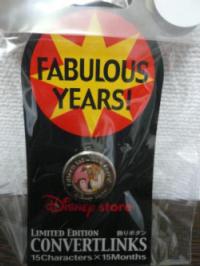 FABULOUS
YEARS!
Disney store
LIMITED EDITION 飾りボタン
CONVERTLINKS
15Characters×15Months